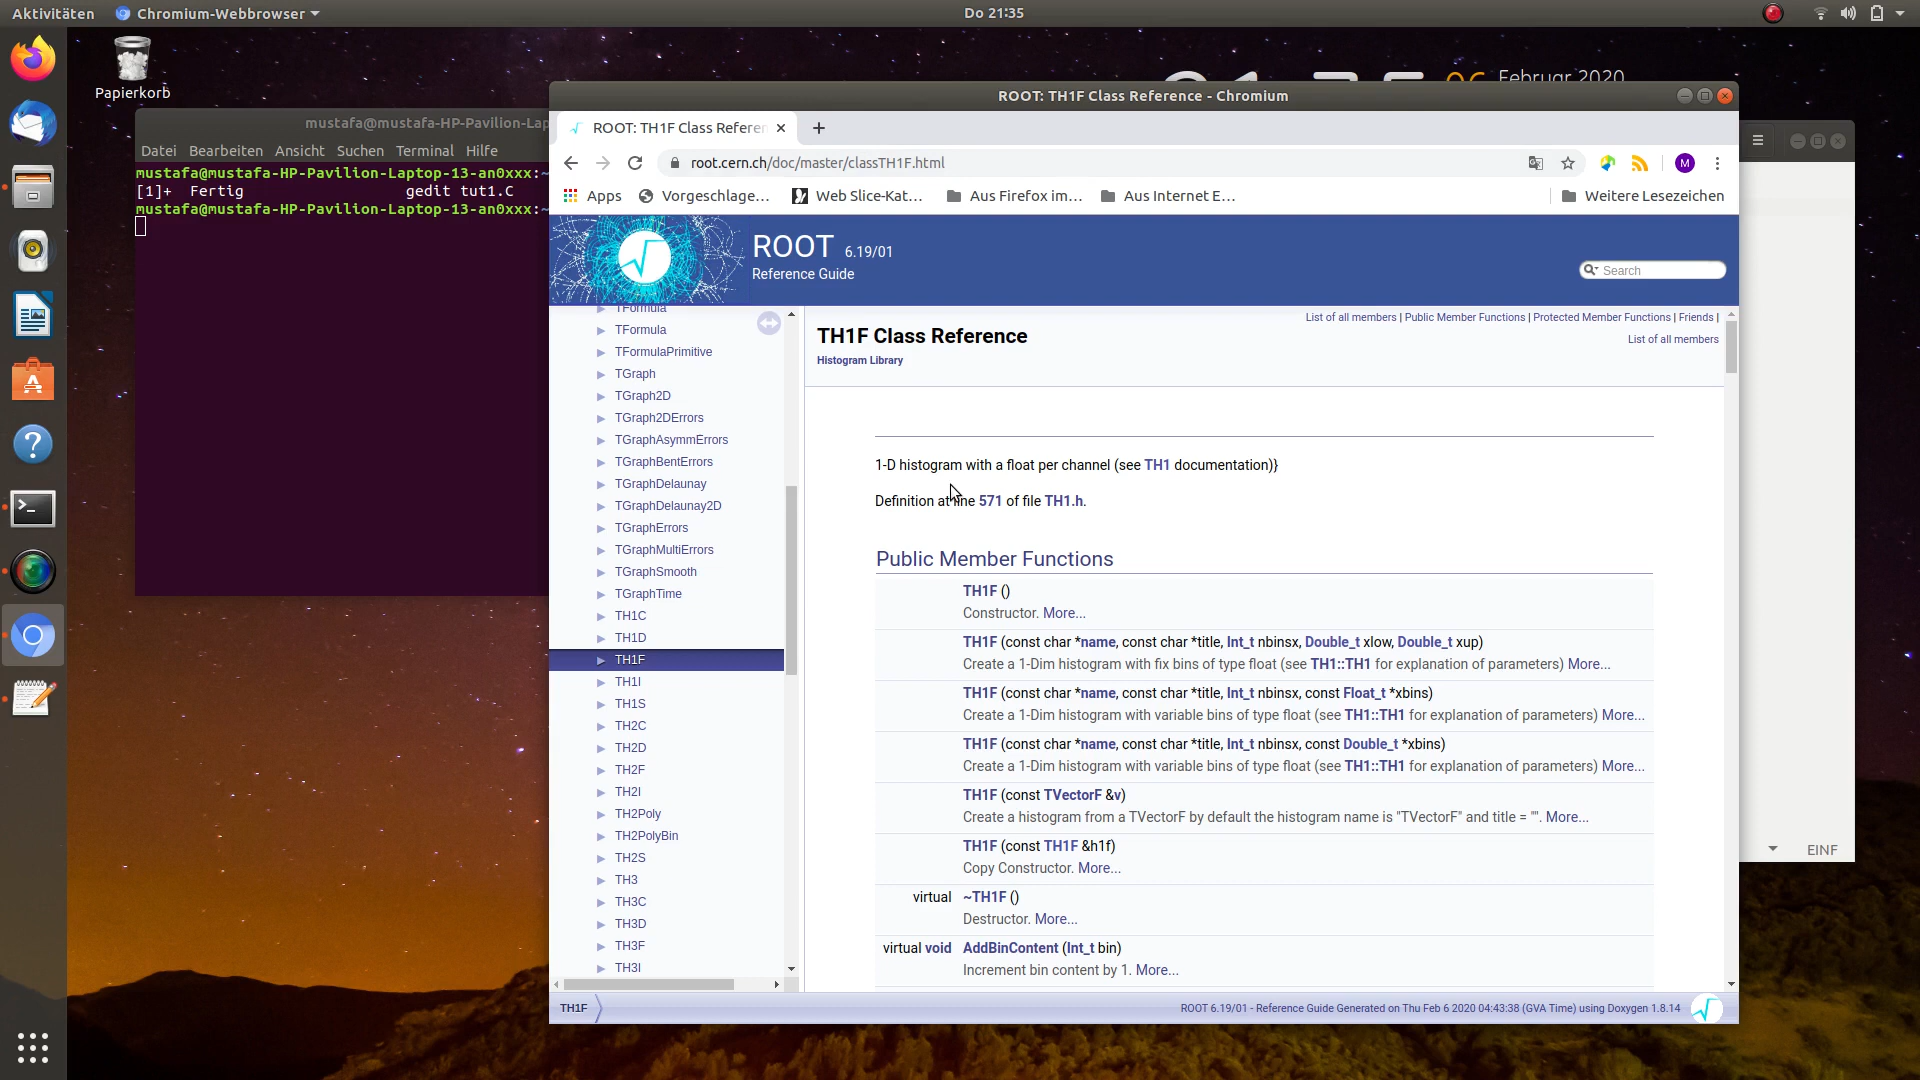 Aktivitäten
Chromium-Webbrowser
Do 21:35
Papierkorb
Februar 2020
mustafa@mustafa-HP-Pavilion-Lap
Datei Bearbeiten Ansicht Suchen Terminal Hilfe
mustafa@mustafa-HP-Pavilion-Laptop-13-an0xxx:~
[1]+ Fertig gedit tut1.C
mustafa@mustafa-HP-Pavilion-Laptop-13-an0xxx:~
ROOT: TH1F Class Reference - Chromium
ROOT: TH1F Class Referen
root.cern.ch/doc/master/classTH1F.html
M
Apps Vorgeschlage... Web Slice-Kat... Aus Firefox im... Aus Internet E... Weitere Lesezeichen
ROOT 6.19/01
Reference Guide
Search
TFormula
TFormula
TFormulaPrimitive
TGraph
TGraph2D
TGraph2DErrors
TGraphAsymmErrors
TGraphBentErrors
TGraphDelaunay
TGraphDelaunay2D
TGraphErrors
TGraphMultiErrors
TGraphSmooth
TGraphTime
TH1C
TH1D
TH1F
TH1I
TH1S
TH2C
TH2D
TH2F
TH2I
TH2Poly
TH2PolyBin
TH2S
TH3
TH3C
TH3D
TH3F
TH3I
List of all members | Public Member Functions | Protected Member Functions | Friends |
List of all members
TH1F Class Reference
Histogram Library
1-D histogram with a float per channel (see TH1 documentation)}
Definition at line 571 of file TH1.h.
Public Member Functions
TH1F ()
Constructor. More...
TH1F (const char *name, const char *title, Int_t nbinsx, Double_t xlow, Double_t xup)
Create a 1-Dim histogram with fix bins of type float (see TH1::TH1 for explanation of parameters) More...
TH1F (const char *name, const char *title, Int_t nbinsx, const Float_t *xbins)
Create a 1-Dim histogram with variable bins of type float (see TH1::TH1 for explanation of parameters) More...
TH1F (const char *name, const char *title, Int_t nbinsx, const Double_t *xbins)
Create a 1-Dim histogram with variable bins of type float (see TH1::TH1 for explanation of parameters) More...
TH1F (const TVectorF &v)
Create a histogram from a TVectorF by default the histogram name is "TVectorF" and title = "". More...
TH1F (const TH1F &h1f)
Copy Constructor. More...
virtual ~TH1F ()
Destructor. More...
virtual void AddBinContent (Int_t bin)
Increment bin content by 1. More...
EINF
TH1F
ROOT 6.19/01 - Reference Guide Generated on Thu Feb 6 2020 04:43:38 (GVA Time) using Doxygen 1.8.14